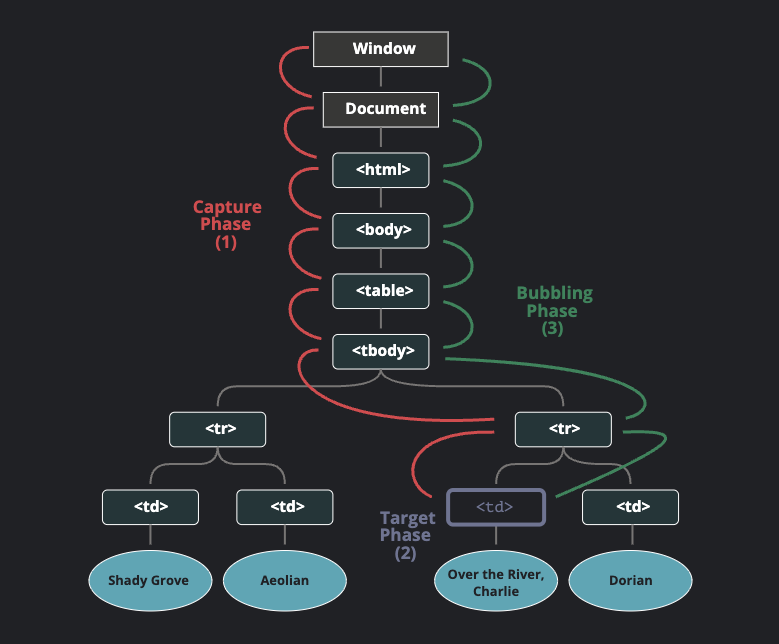 Window
Document
<html>
Capture
Phase
(1)
<body>
<table>
Bubbling
Phase
(3)
<tbody>
<tr>
<tr>
<td>
<td>
<td>
<td>
Target
Phase
(2)
Shady Grove
Aeolian
Over the River,
Charlie
Dorian